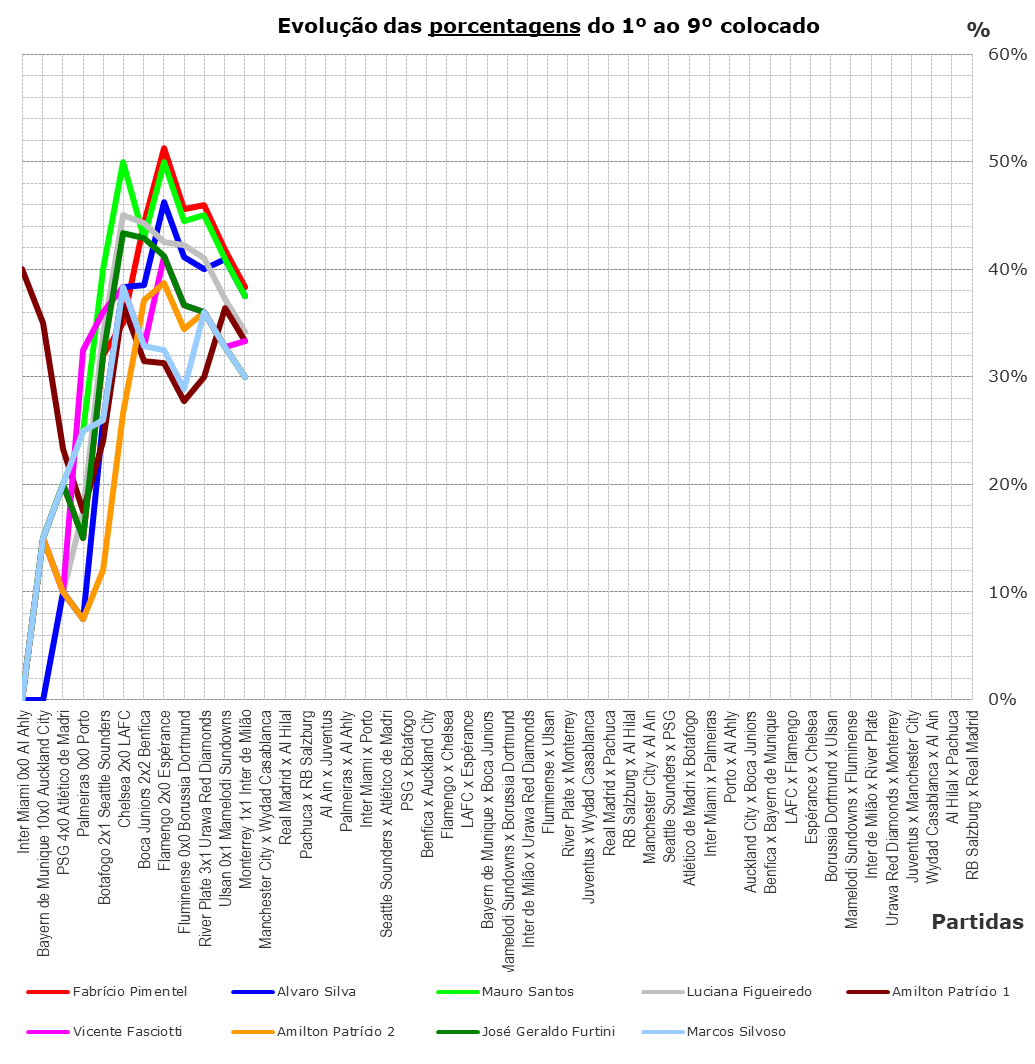 Evolução das porcentagens do 1º ao 9º colocado
%
60%
50%
40%
30%
20%
10%
0%
Inter Miami 0x0 Al Ahly
Bayern de Munique 10x0 Auckland City
PSG 4x0 Atlético de Madri
Palmeiras 0x0 Porto
Botafogo 2x1 Seattle Sounders
Chelsea 2x0 LAFC
Boca Juniors 2x2 Benfica
Flamengo 2x0 Espérance
Fluminense 0x0 Borussia Dortmund
River Plate 3x1 Urawa Red Diamonds
Ulsan 0x1 Mamelodi Sundowns
Monterrey 1x1 Inter de Milão
Manchester City x Wydad Casablanca
Real Madrid x Al Hilal
Pachuca x RB Salzburg
Al Ain x Juventus
Palmeiras x Al Ahly
Inter Miami x Porto
Seattle Sounders x Atlético de Madri
PSG x Botafogo
Benfica x Auckland City
Flamengo x Chelsea
LAFC x Espérance
Bayern de Munique x Boca Juniors
Mamelodi Sundowns x Borussia Dortmund
Inter de Milão x Urawa Red Diamonds
Fluminense x Ulsan
River Plate x Monterrey
Juventus x Wydad Casablanca
Real Madrid x Pachuca
RB Salzburg x Al Hilal
Manchester City x Al Ain
Seattle Sounders x PSG
Atlético de Madri x Botafogo
Inter Miami x Palmeiras
Porto x Al Ahly
Auckland City x Boca Juniors
Benfica x Bayern de Munique
LAFC x Flamengo
Espérance x Chelsea
Borussia Dortmund x Ulsan
Mamelodi Sundowns x Fluminense
Inter de Milão x River Plate
Urawa Red Diamonds x Monterrey
Juventus x Manchester City
Wydad Casablanca x Al Ain
Al Hilal x Pachuca
RB Salzburg x Real Madrid
Partidas
Fabrício Pimentel
Alvaro Silva
Mauro Santos
Luciana Figueiredo
Amilton Patrício 1
Vicente Fasciotti
Amilton Patrício 2
José Geraldo Furtini
Marcos Silvoso